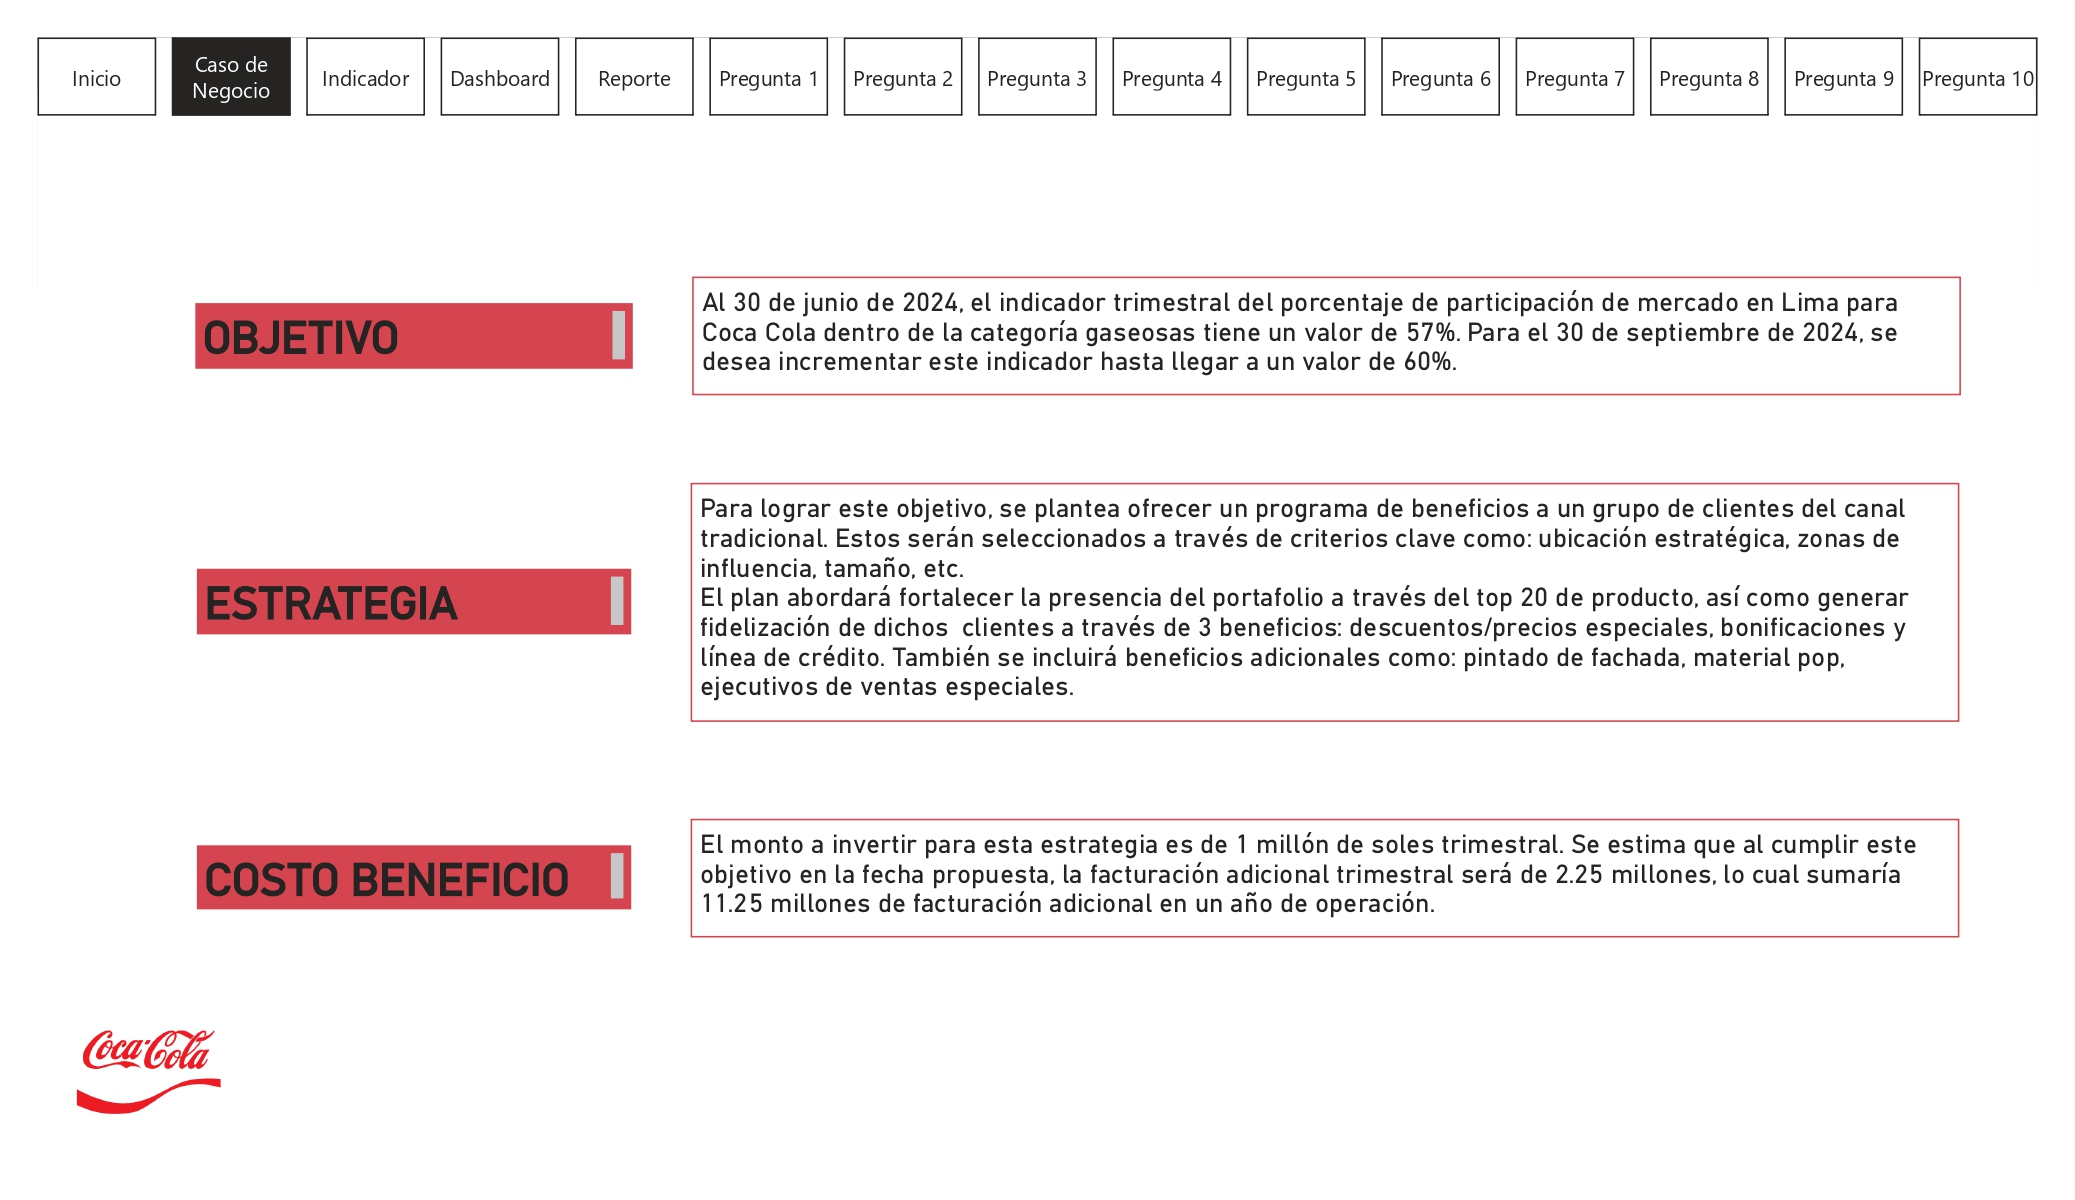 Inicio
Caso de
Negocio
Indicador
Dashboard
Reporte
Pregunta 1
Pregunta 2
Pregunta 3
Pregunta 4
Pregunta 5
Pregunta 6
Pregunta 7
Pregunta 8
Pregunta 9
Pregunta 10
OBJETIVO
Al 30 de junio de 2024, el indicador trimestral del porcentaje de participación de mercado en Lima para
Coca Cola dentro de la categoría gaseosas tiene un valor de 57%. Para el 30 de septiembre de 2024, se
desea incrementar este indicador hasta llegar a un valor de 60%.
ESTRATEGIA
Para lograr este objetivo, se plantea ofrecer un programa de beneficios a un grupo de clientes del canal
tradicional. Estos serán seleccionados a través de criterios clave como: ubicación estratégica, zonas de
influencia, tamaño, etc.
El plan abordará fortalecer la presencia del portafolio a través del top 20 de producto, así como generar
fidelización de dichos  clientes a través de 3 beneficios: descuentos/precios especiales, bonificaciones y
línea de crédito. También se incluirá beneficios adicionales como: pintado de fachada, material pop,
ejecutivos de ventas especiales.
COSTO BENEFICIO
El monto a invertir para esta estrategia es de 1 millón de soles trimestral. Se estima que al cumplir este
objetivo en la fecha propuesta, la facturación adicional trimestral será de 2.25 millones, lo cual sumaría
11.25 millones de facturación adicional en un año de operación.
Coca-Cola